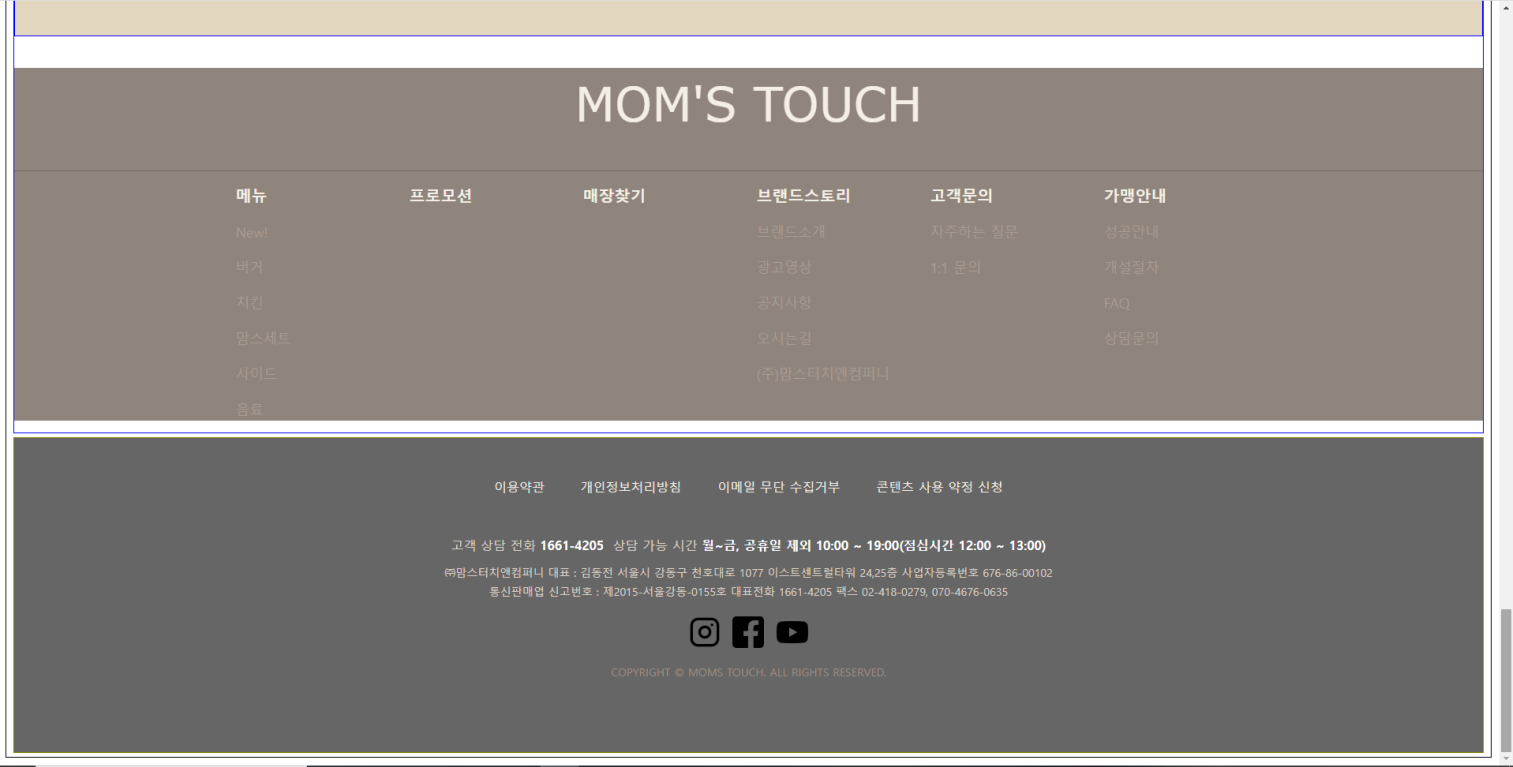 MOM'S TOUCH
메뉴 프로모션 매장찾기 브랜드스토리 고객문의 가맹안내
New! 브랜드소개 자주하는 질문 성공안내
버거 광고영상 1:1 문의 개설절자
치킨 공지사항 FAQ
맘스세트 오시는길 상담문의
사이드 (주)맘스터치앤컴퍼니
음료
이용약관 개인정보처리방침 이메일 무단 수집거부 콘텐츠 사용 약정 신청
고객 상담 전화 1661-4205 상담 가능 시간 월~금, 공휴일 제외 10:00 ~ 19:00(점심시간 12:00 ~ 13:00)
㈜맘스터치앤컴퍼니 대표 : 김동전 서울시 강동구 천호대로 1077 이스트센트럴타워 24,25층 사업자등록번호 676-86-00102
통신판매업 신고번호 : 제2015-서울강동-0155호 대표전화 1661-4205 팩스 02-418-0279, 070-4676-0635
COPYRIGHT © MOMS TOUCH. ALL RIGHTS RESERVED.